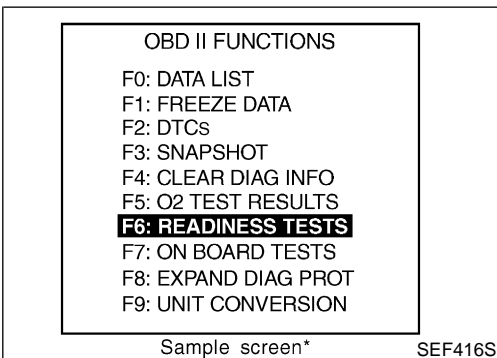 OBD II FUNCTIONS
F0: DATA LIST
F1: FREEZE DATA
F2: DTCs
F3: SNAPSHOT
F4: CLEAR DIAG INFO
F5: O2 TEST RESULTS
F6: READINESS TESTS
F7: ON BOARD TESTS
F8: EXPAND DIAG PROT
F9: UNIT CONVERSION
Sample screen*
SEF416S